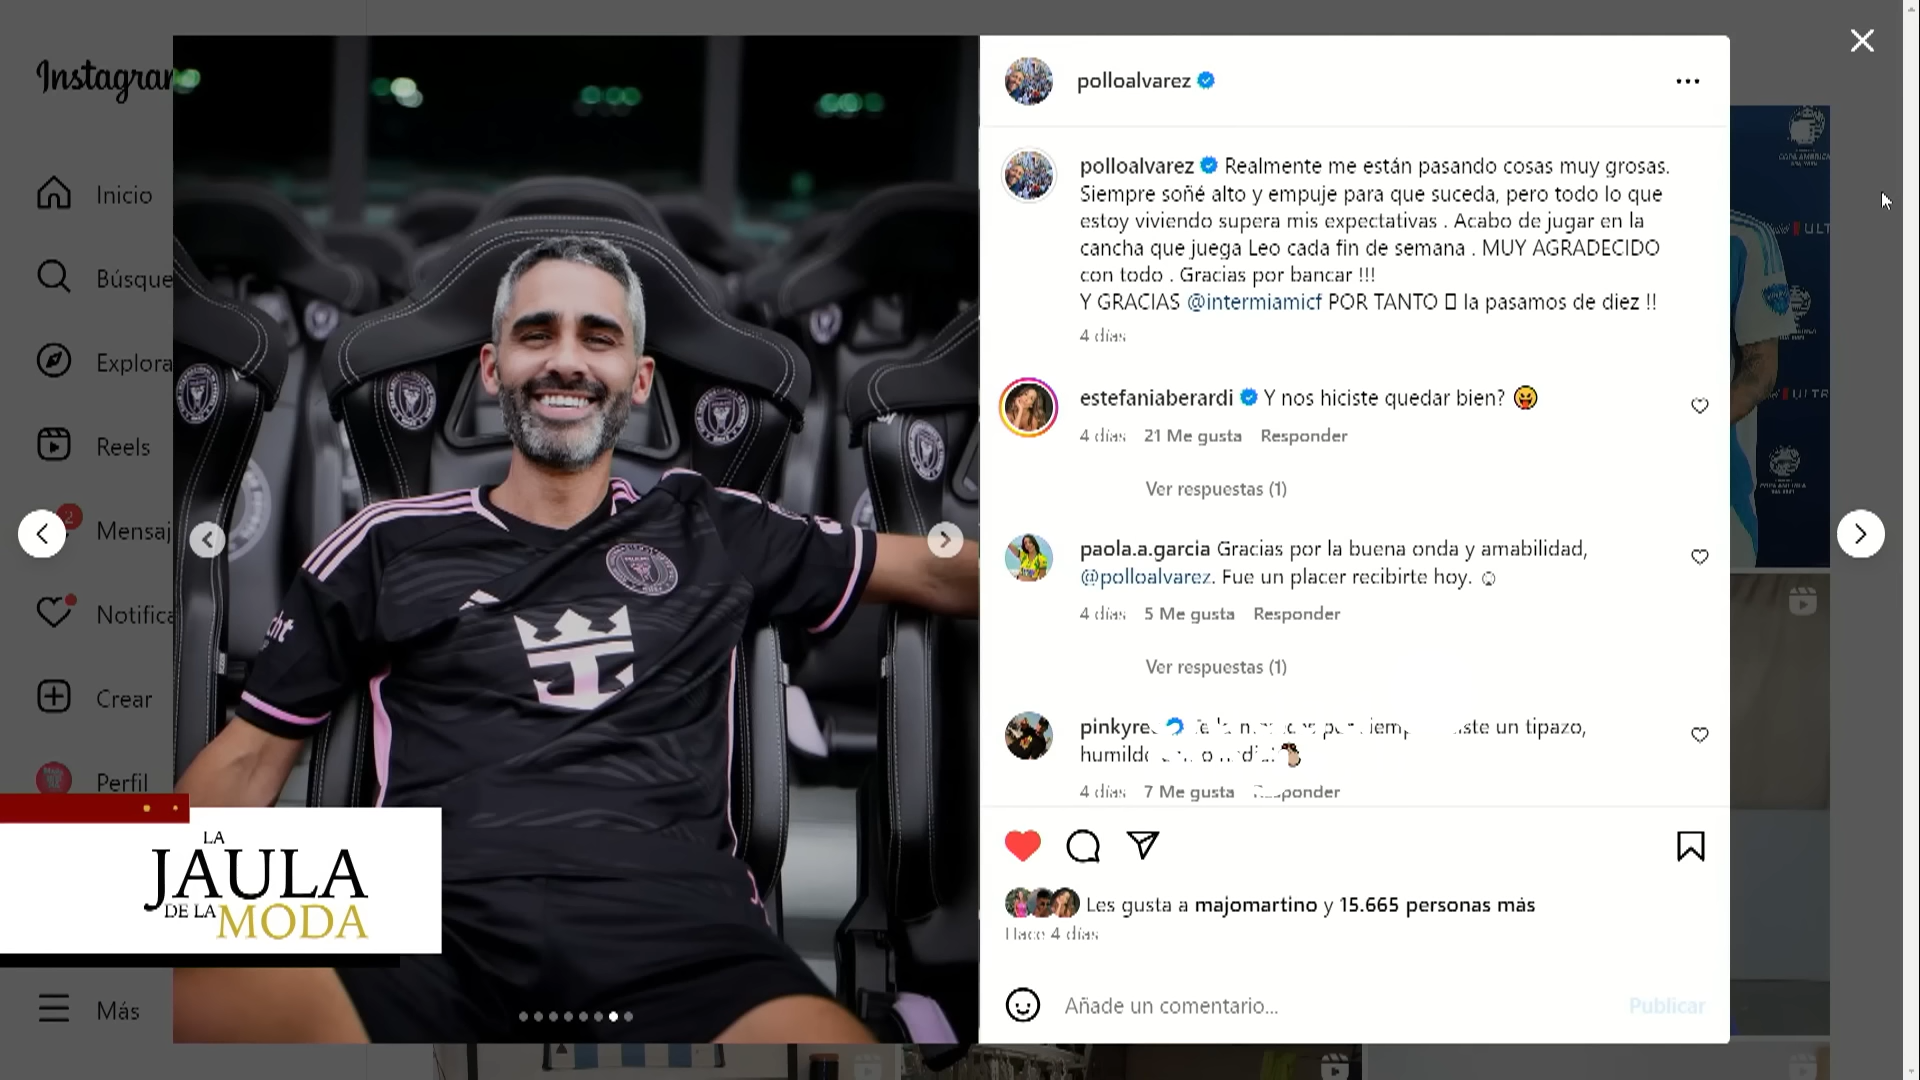 Instagram
Inicio
Búsque
Explora
Reels
2
Mensaj
Notifica
Crear
Perfil
LA
JAULA
DE LA MODA
Más
polloalvarez
polloalvarez Realmente me están pasando cosas muy grosas.
Siempre soñé alto y empuje para que suceda, pero todo lo que
estoy viviendo supera mis expectativas . Acabo de jugar en la
cancha que juega Leo cada fin de semana . MUY AGRADECIDO
con todo . Gracias por bancar !!!
Y GRACIAS @intermiamicf POR TANTO la pasamos de diez !!
4 días
estefaniaberardi Y nos hiciste quedar bien? 😝
4 días 21 Me gusta Responder
Ver respuestas (1)
paola.a.garcia Gracias por la buena onda y amabilidad,
@polloalvarez. Fue un placer recibirte hoy. ☺
4 días 5 Me gusta Responder
Ver respuestas (1)
un tipazo,
4 días 7 Me gusta Responder
Les gusta a majomartino y 15.665 personas más
Hace 4 días
Añade un comentario...
Publicar